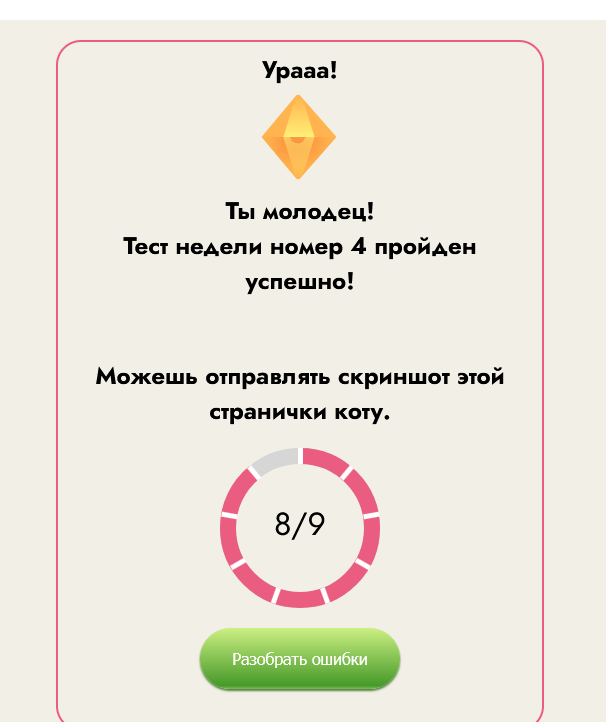 Урааа!
Ты молодец!
Тест недели номер 4 пройден
успешно!
Можешь отправлять скриншот этой
странички коту.
8/9
Разобрать ошибки